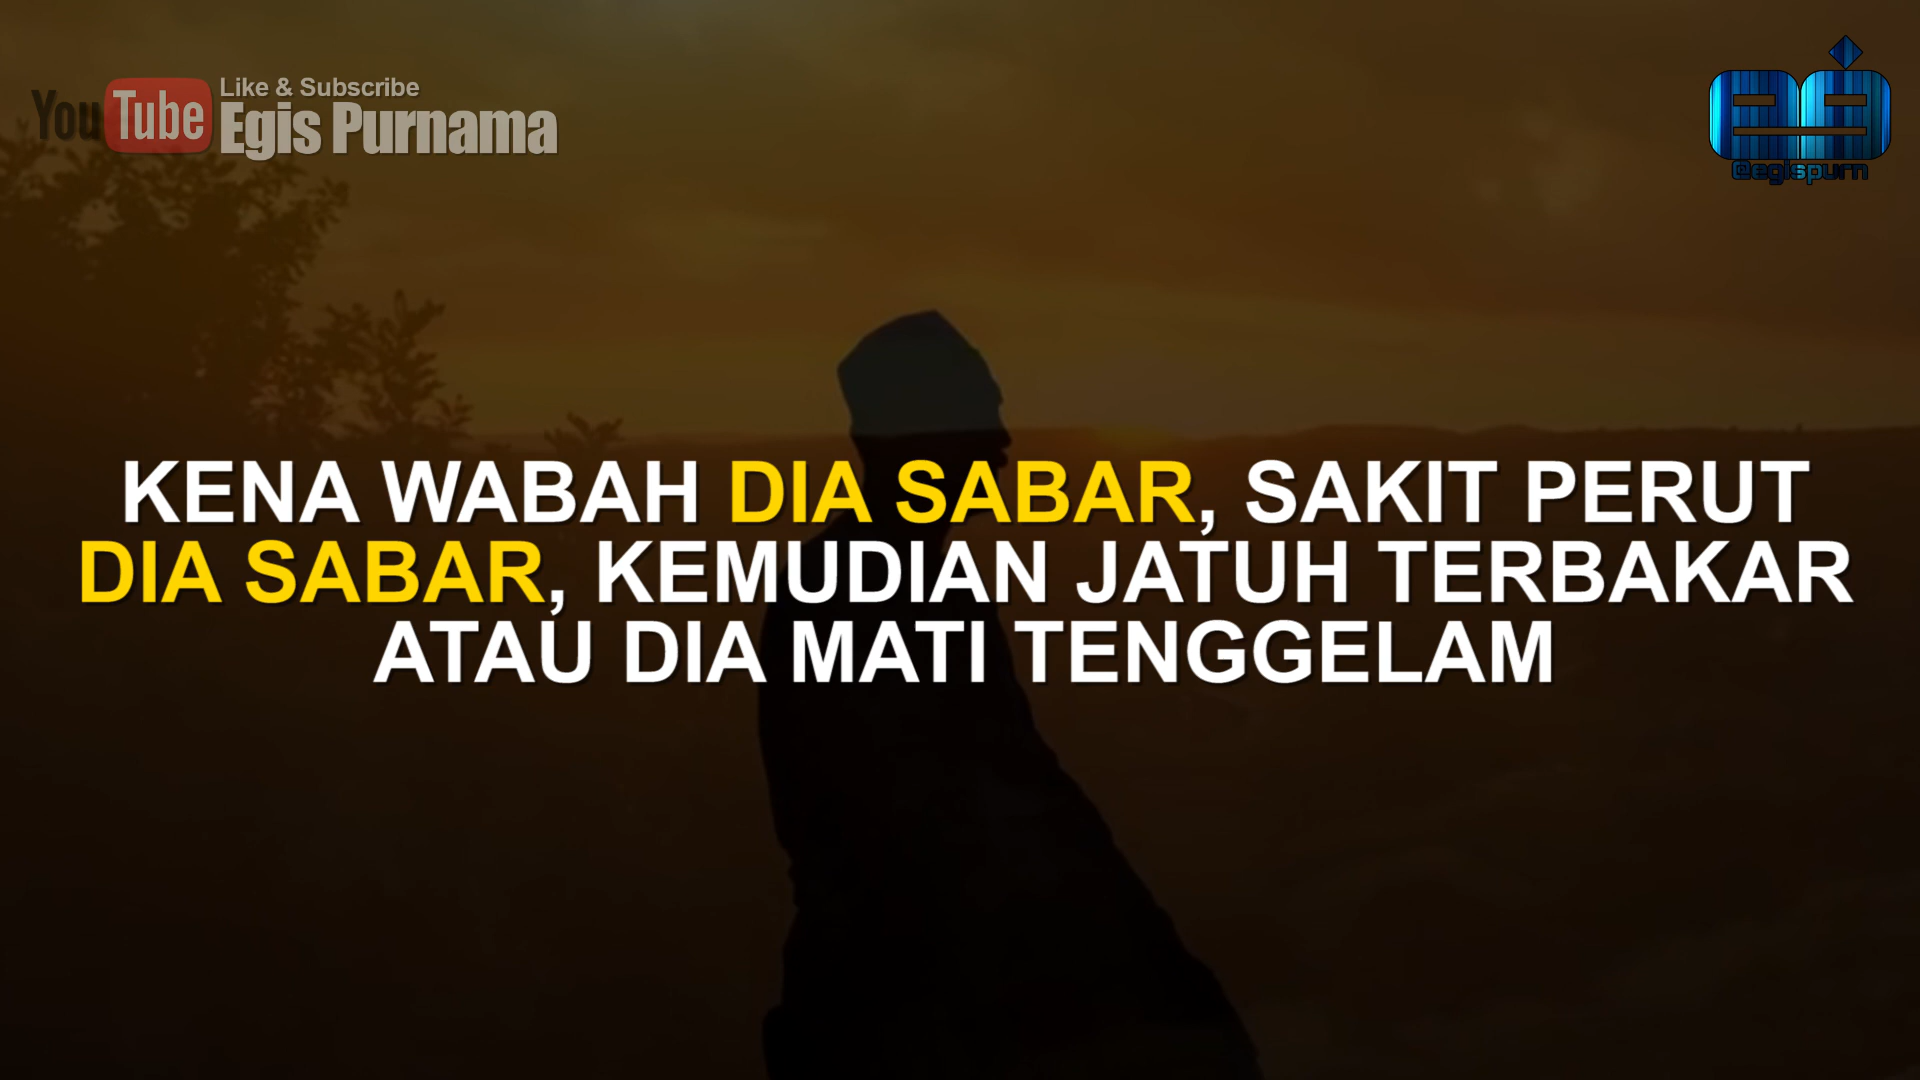 Like & Subscribe
YouTube Egis Purnama
@egispurn
KENA WABAH DIA SABAR, SAKIT PERUT
DIA SABAR, KEMUDIAN JATUH TERBAKAR
ATAU DIA MATI TENGGELAM